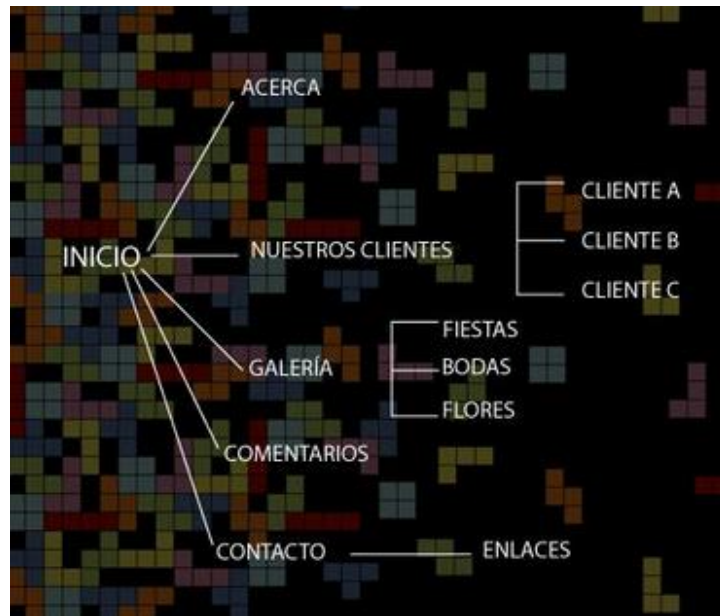 ACERCA
CLIENTE A
INICIO
NUESTROS CLIENTES
CLIENTE B
CLIENTE C
FIESTAS
GALERÍA
BODAS
FLORES
COMENTARIOS
CONTACTO
ENLACES